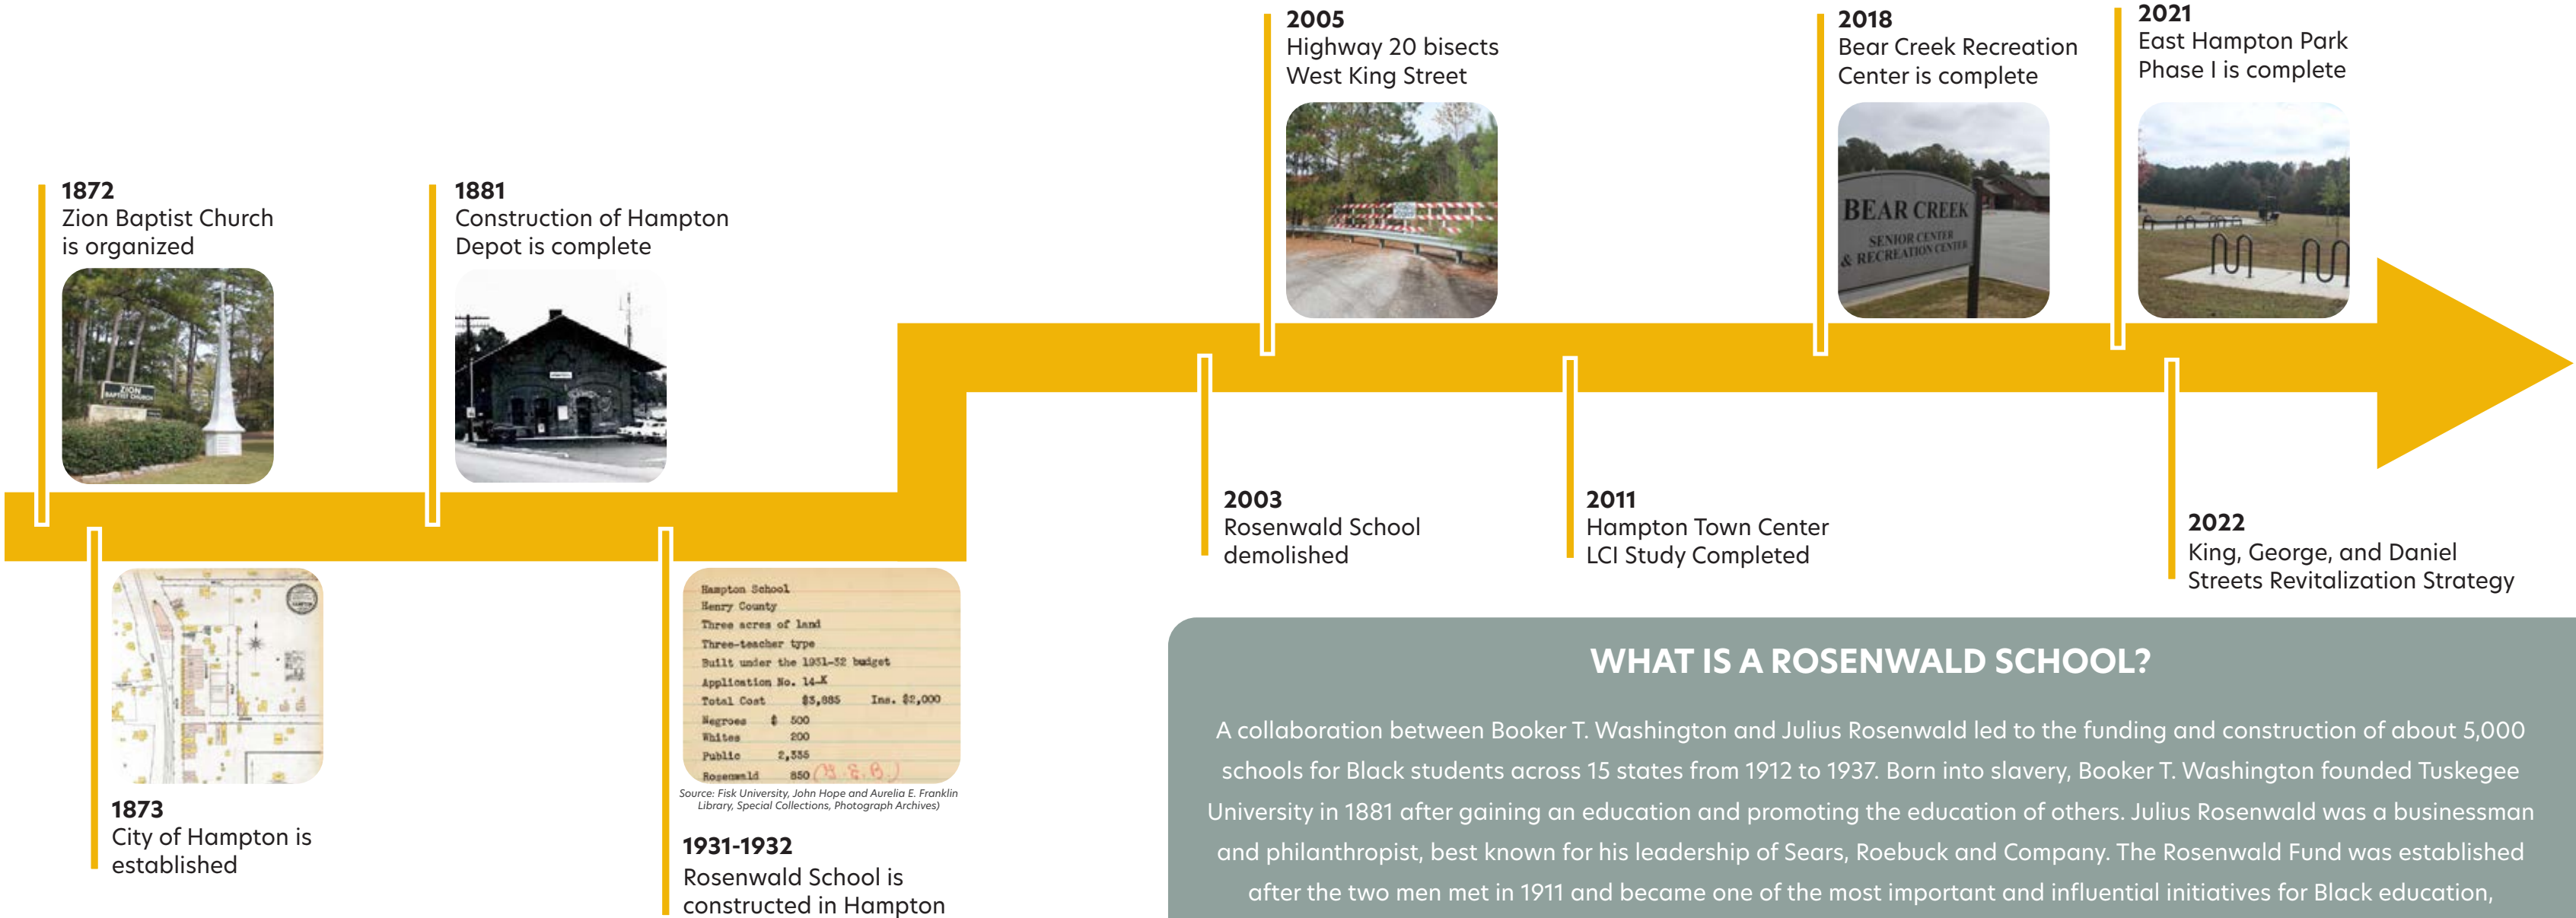 1872
Zion Baptist Church
is organized
ZION
BAPTIST CHURCH
1873
City of Hampton is
established
1881
Construction of Hampton
Depot is complete
Hampton School
Henry County
Three acres of land
Three-teacher type
Built under the 1931-32 budget
Application No. 14-K
Total Cost $3,885 Ins. $2,000
Negroes $ 500
Whites 200
Public 2,335
Rosenwald 850 (G.E.B.)
Source: Fisk University, John Hope and Aurelia E. Franklin
Library, Special Collections, Photograph Archives)
1931-1932
Rosenwald School is
constructed in Hampton
2003
Rosenwald School
demolished
2005
Highway 20 bisects
West King Street
2011
Hampton Town Center
LCI Study Completed
2018
Bear Creek Recreation
Center is complete
BEAR CREEK
SENIOR CENTER
& RECREATION CENTER
2021
East Hampton Park
Phase I is complete
2022
King, George, and Daniel
Streets Revitalization Strategy
WHAT IS A ROSENWALD SCHOOL?
A collaboration between Booker T. Washington and Julius Rosenwald led to the funding and construction of about 5,000
schools for Black students across 15 states from 1912 to 1937. Born into slavery, Booker T. Washington founded Tuskegee
University in 1881 after gaining an education and promoting the education of others. Julius Rosenwald was a businessman
and philanthropist, best known for his leadership of Sears, Roebuck and Company. The Rosenwald Fund was established
after the two men met in 1911 and became one of the most important and influential initiatives for Black education,